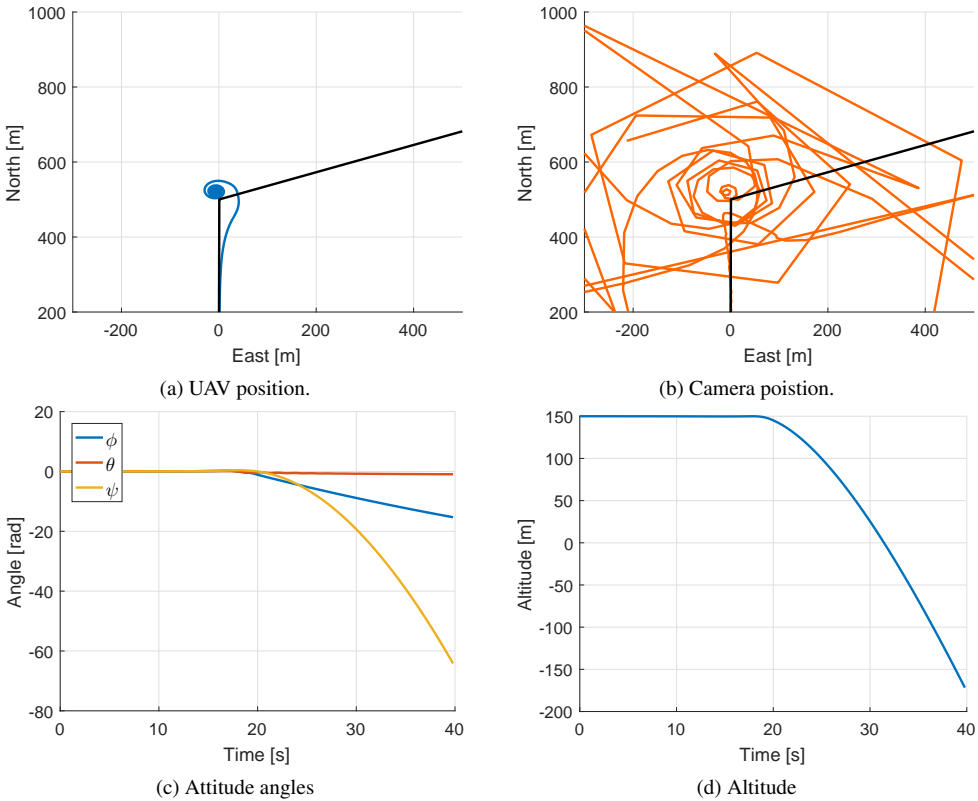 1000
800
600
400
200
North [m]
-200 0 200 400
East [m]
(a) UAV position.
1000
800
600
400
200
North [m]
-200 0 200 400
East [m]
(b) Camera poistion.
20
0
-20
-40
-60
-80
Angle [rad]
ϕ
θ
ψ
0 10 20 30 40
Time [s]
(c) Attitude angles
150
100
50
0
-50
-100
-150
-200
Altitude [m]
0 10 20 30 40
Time [s]
(d) Altitude